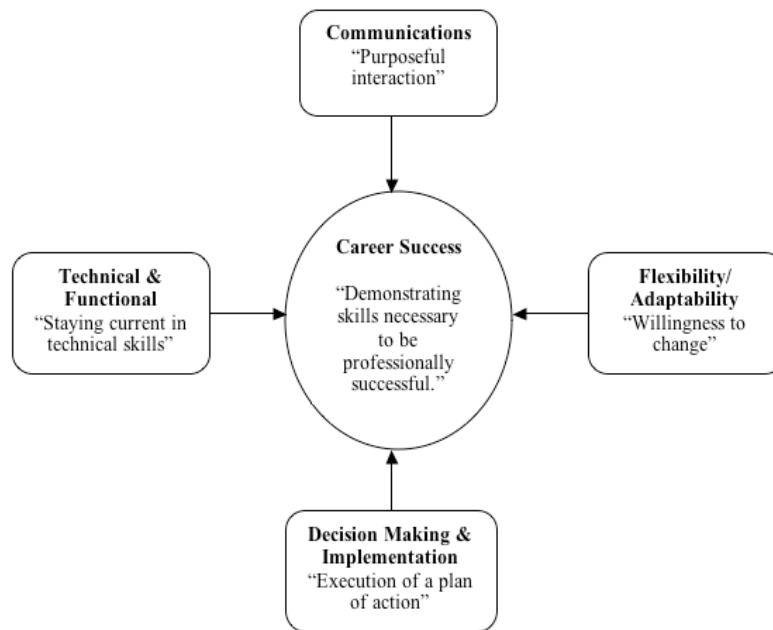 Communications
“Purposeful
interaction”
Career Success
“Demonstrating
skills necessary
to be
professionally
successful.”
Technical &
Functional
“Staying current in
technical skills”
Flexibility/
Adaptability
“Willingness to
change”
Decision Making &
Implementation
“Execution of a plan
of action”